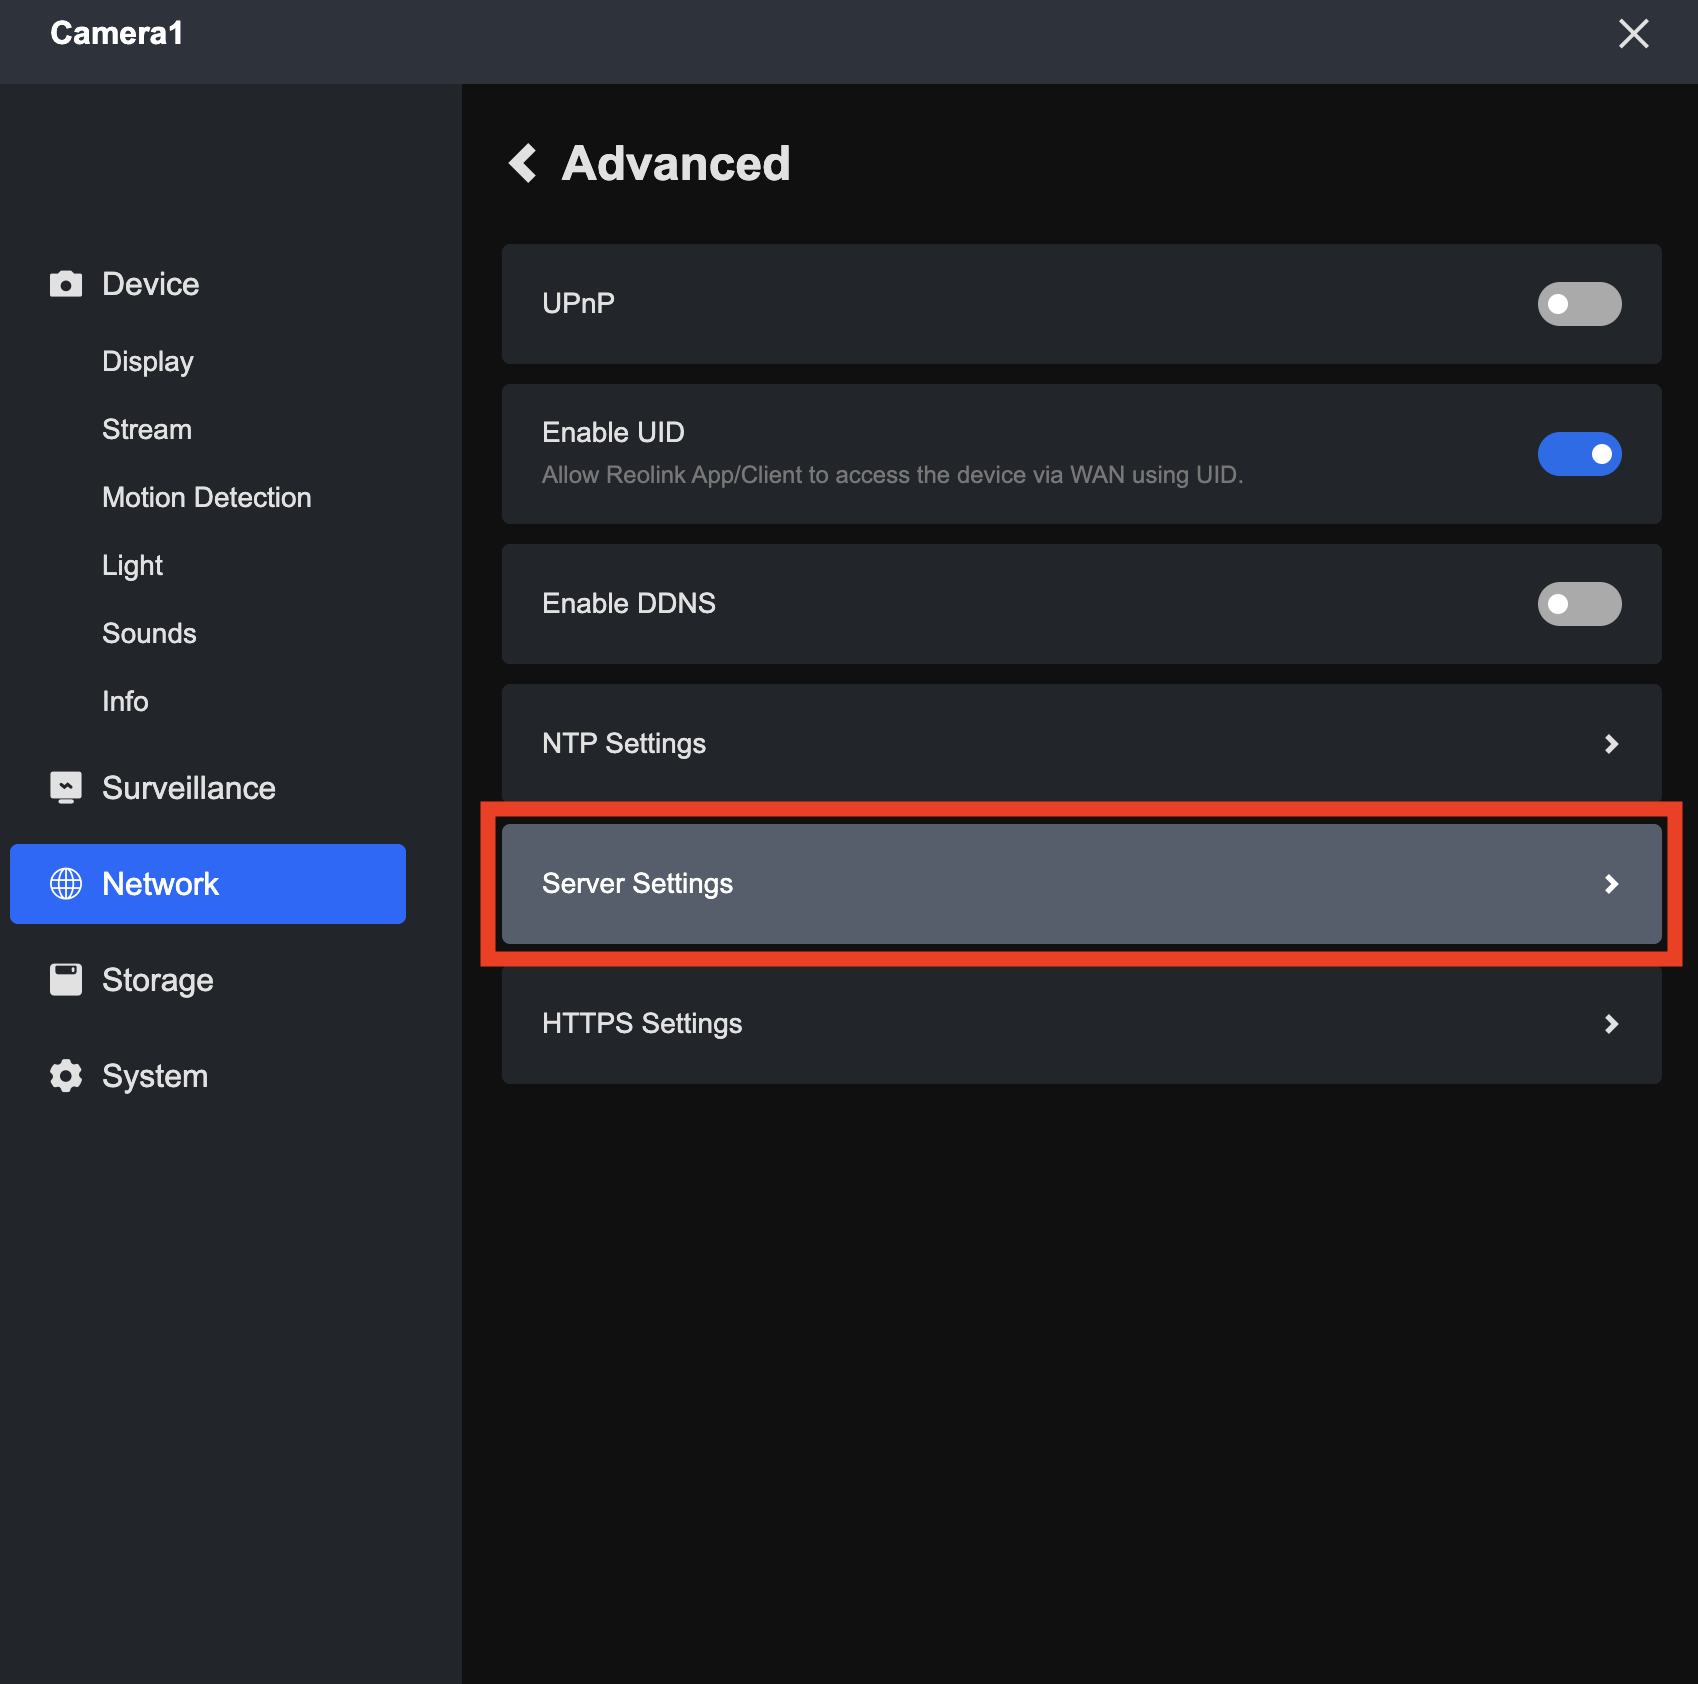 Camera1
Advanced
Device
Display
Stream
Motion Detection
Light
Sounds
Info
Surveillance
Network
Storage
System
UPnP
Enable UID
Allow Reolink App/Client to access the device via WAN using UID.
Enable DDNS
NTP Settings
Server Settings
HTTPS Settings